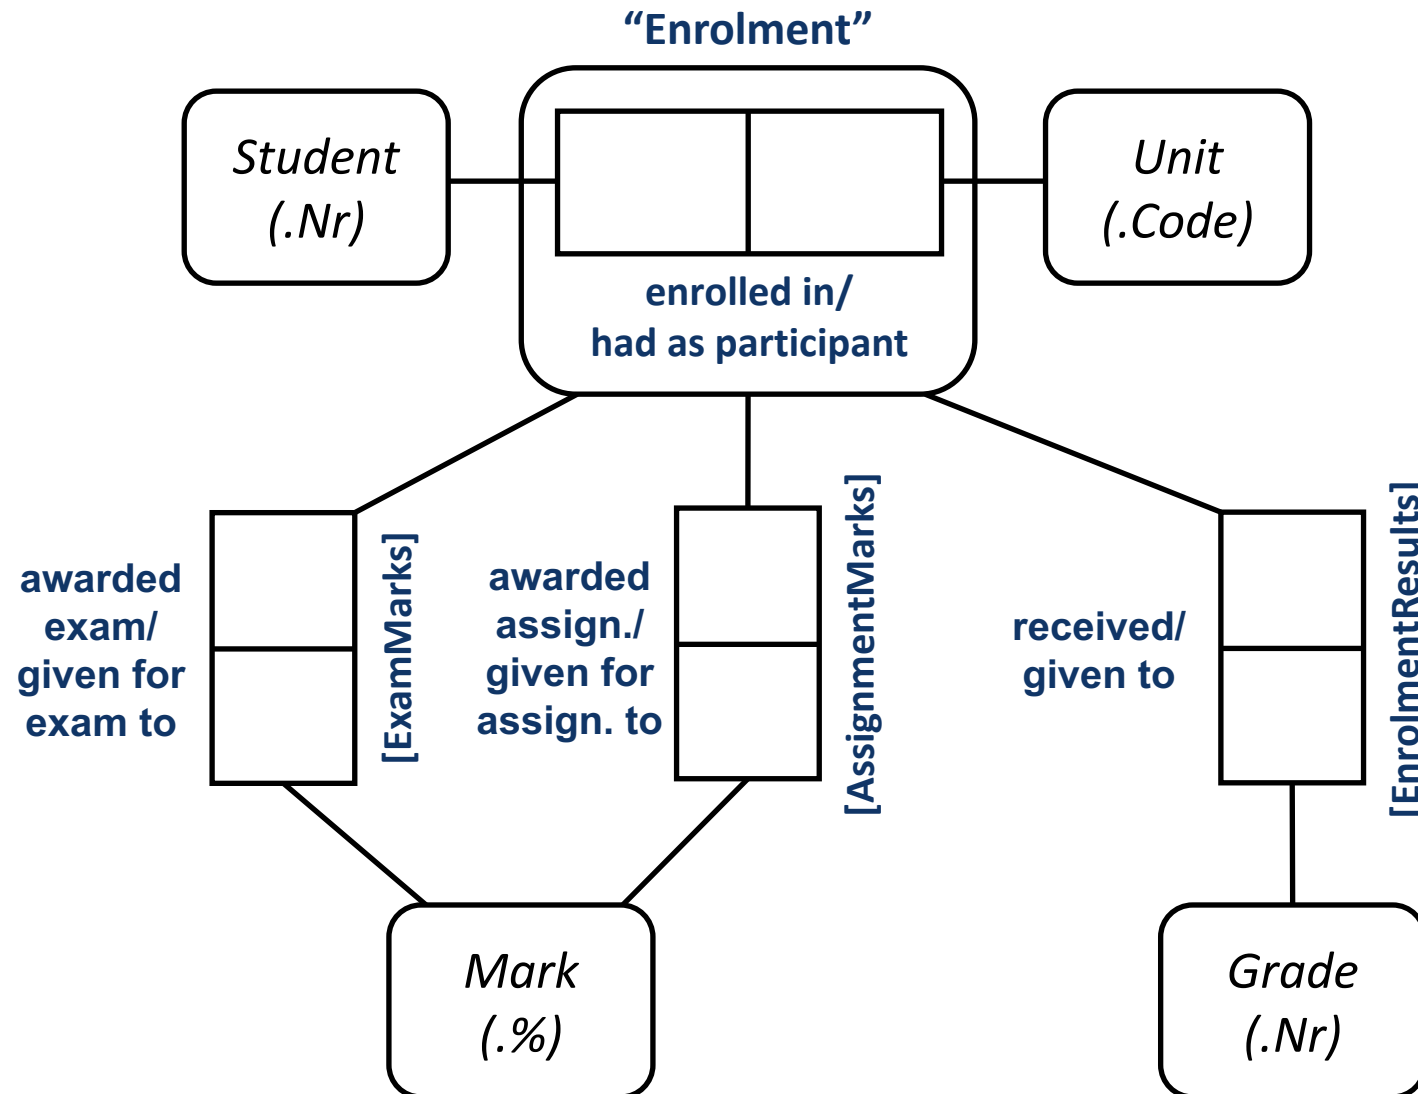 “Enrolment”
Student
(.Nr)
Unit
(.Code)
enrolled in/
had as participant
awarded
exam/
given for
exam to
[ExamMarks]
awarded
assign./
given for
assign. to
[AssignmentMarks]
received/
given to
[EnrolmentResults]
Mark
(.%)
Grade
(.Nr)